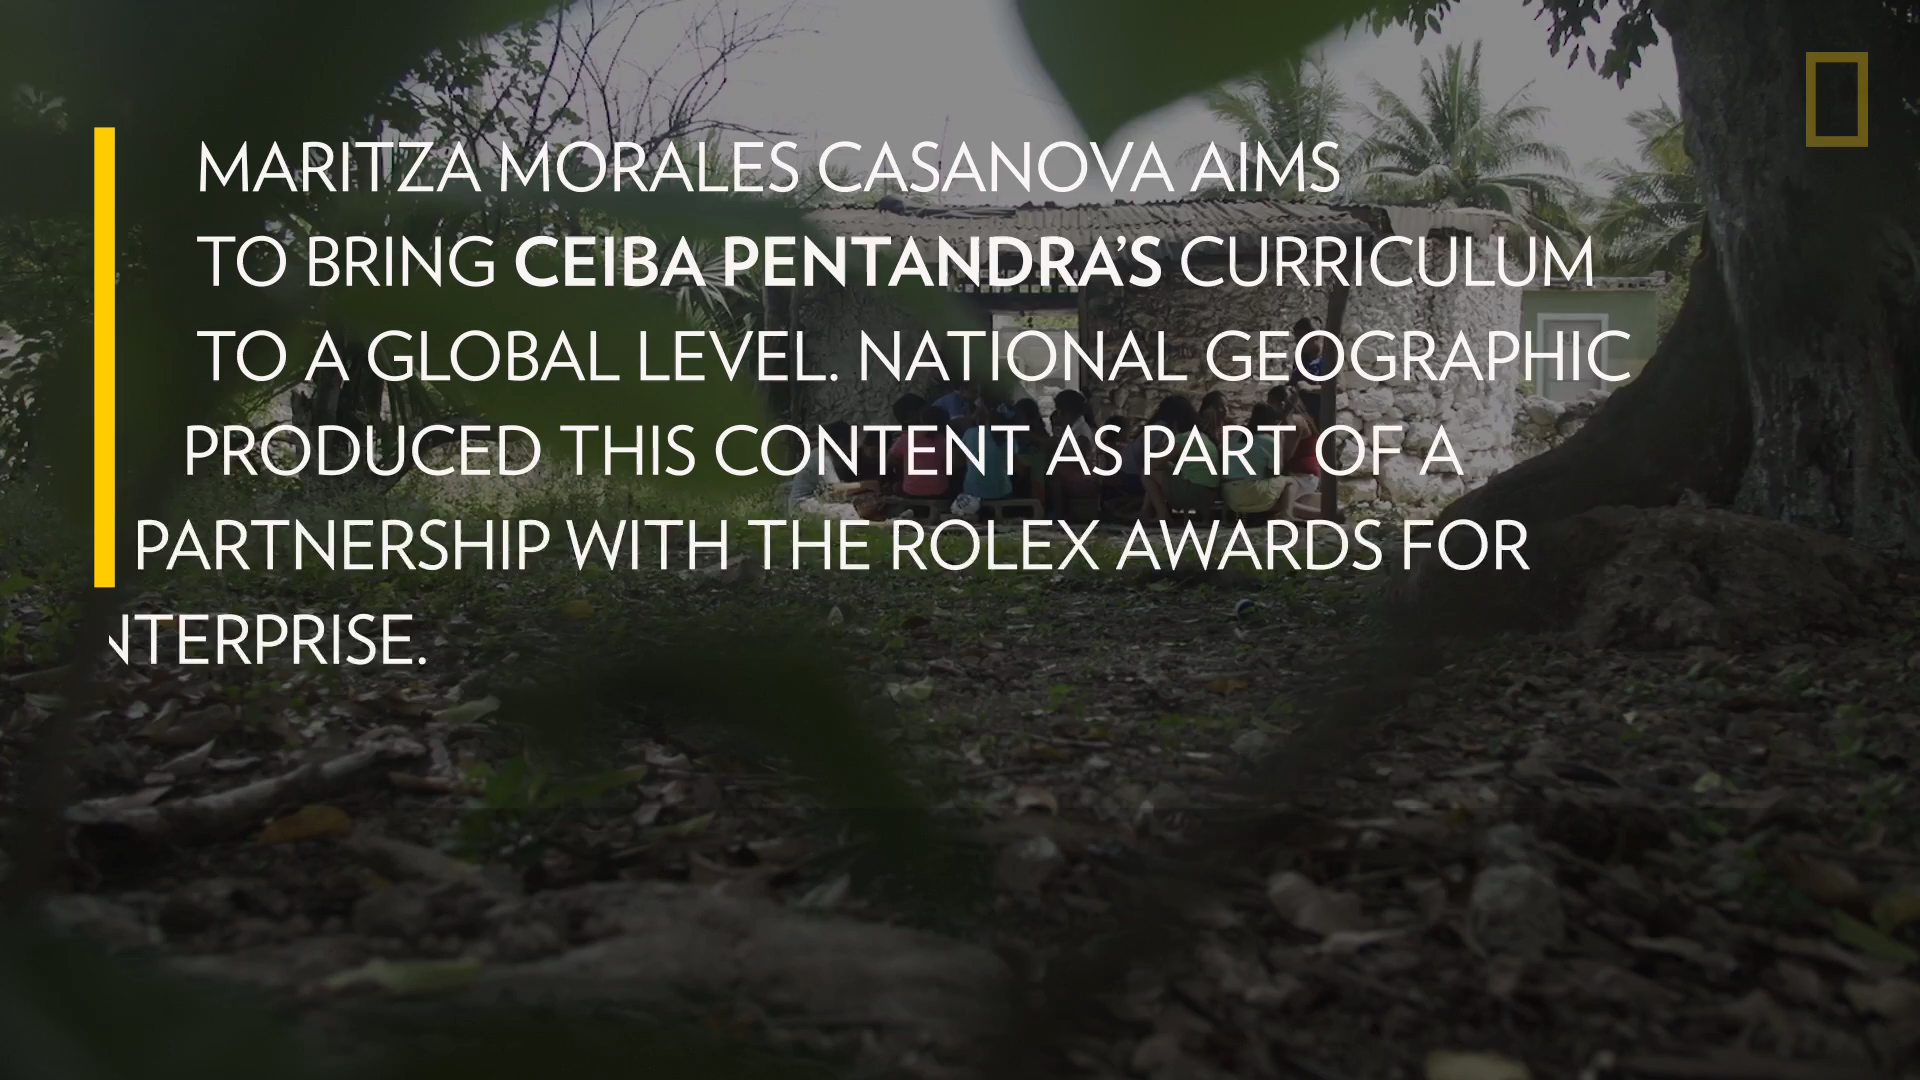 MARITZA MORALES CASANOVA AIMS
TO BRING CEIBA PENTANDRA’S CURRICULUM
TO A GLOBAL LEVEL. NATIONAL GEOGRAPHIC
PRODUCED THIS CONTENT AS PART OF A
PARTNERSHIP WITH THE ROLEX AWARDS FOR
NTERPRISE.